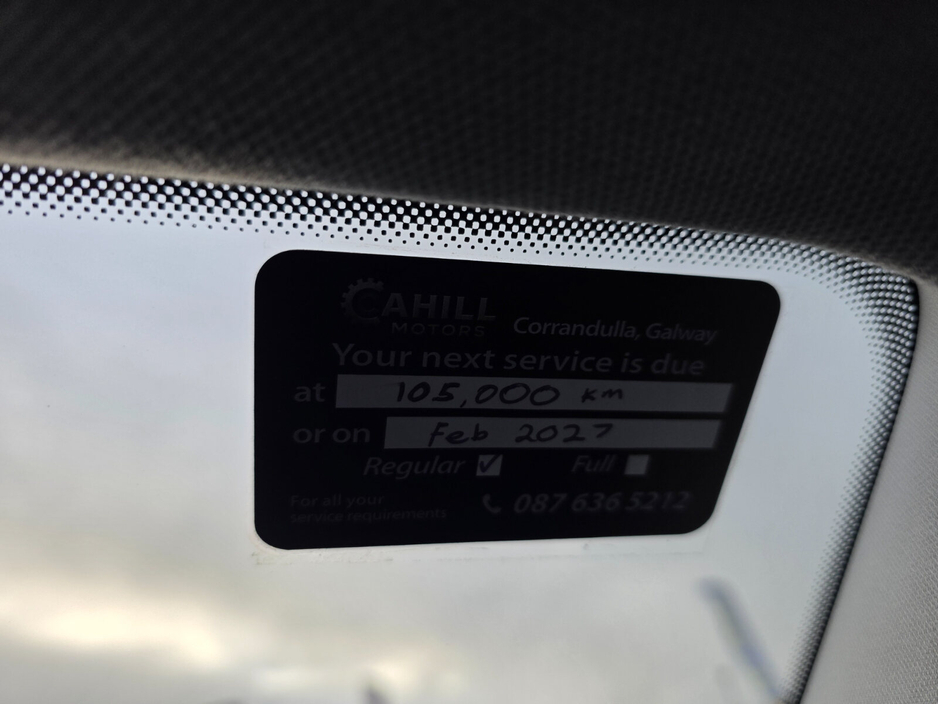 CAHILL
MOTORS Corrandulla, Galway
Your next service is due
at 105,000 km
or on Feb 2027
Regular ✓ Full
For all your
service requirements 087 636 5212